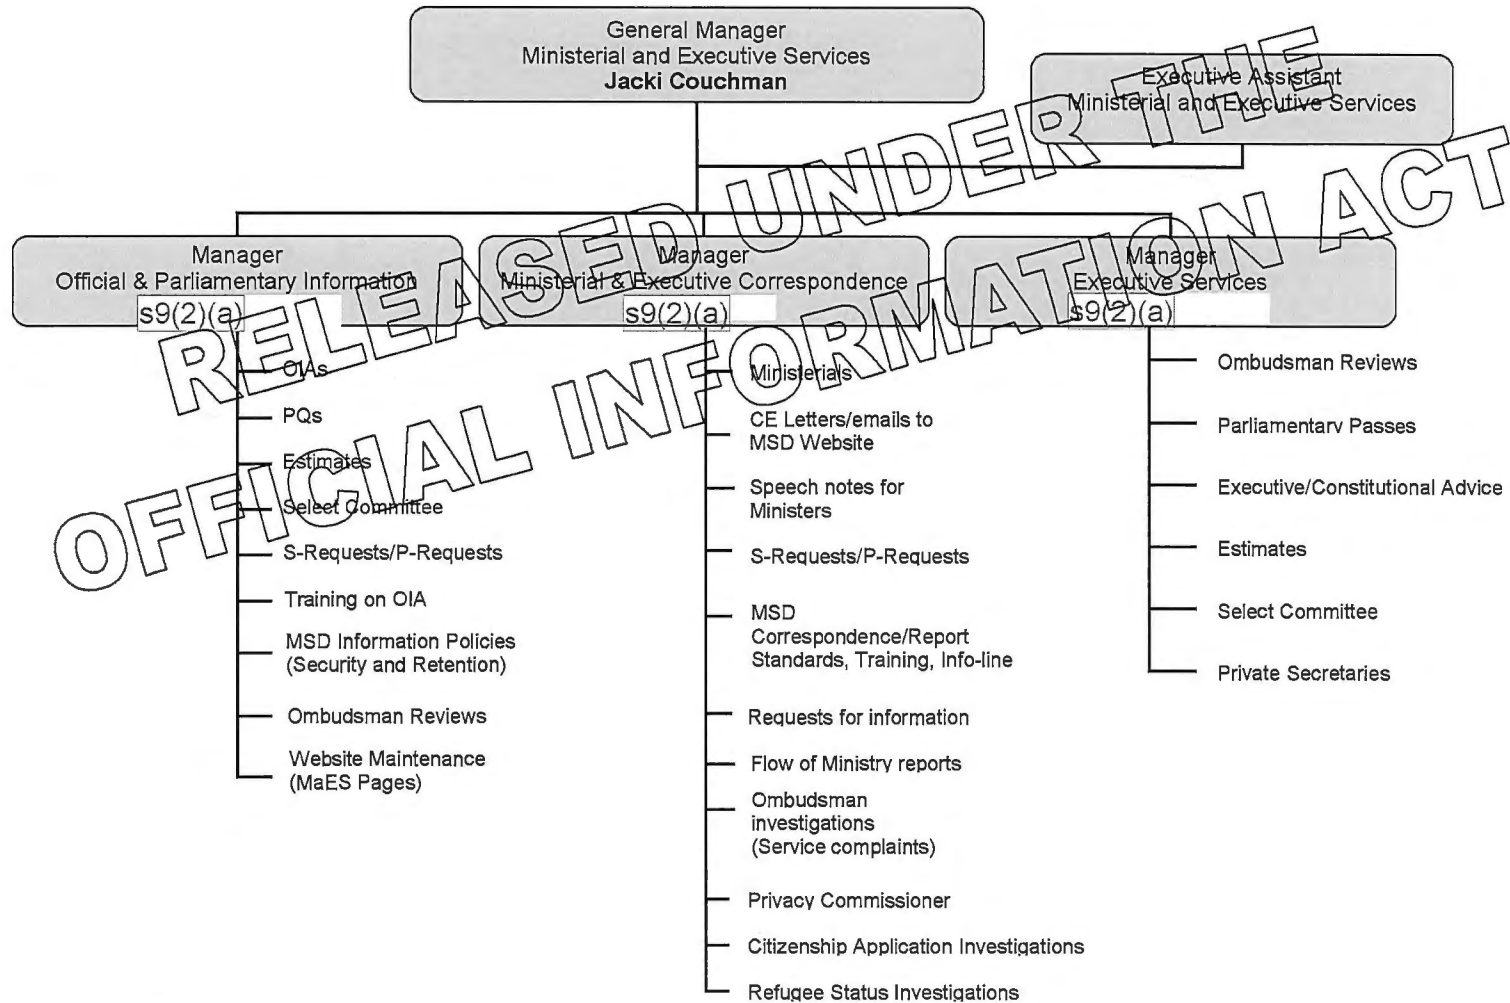 General Manager
Ministerial and Executive Services
Jacki Couchman
Executive Assistant
Ministerial and Executive Services
RELEASED UNDER THE
OFFICIAL INFORMATION ACT
Manager
Official & Parliamentary Information
s9(2)(a)
OIAs
PQs
Estimates
Select Committee
S-Requests/P-Requests
Training on OIA
MSD Information Policies
(Security and Retention)
Ombudsman Reviews
Website Maintenance
(MaES Pages)
Manager
Ministerial & Executive Correspondence
s9(2)(a)
Ministerials
CE Letters/emails to
MSD Website
Speech notes for
Ministers
S-Requests/P-Requests
MSD
Correspondence/Report
Standards, Training, Info-line
Requests for information
Flow of Ministry reports
Ombudsman
investigations
(Service complaints)
Privacy Commissioner
Citizenship Application Investigations
Refugee Status Investigations
Manager
Executive Services
s9(2)(a)
Ombudsman Reviews
Parliamentary Passes
Executive/Constitutional Advice
Estimates
Select Committee
Private Secretaries